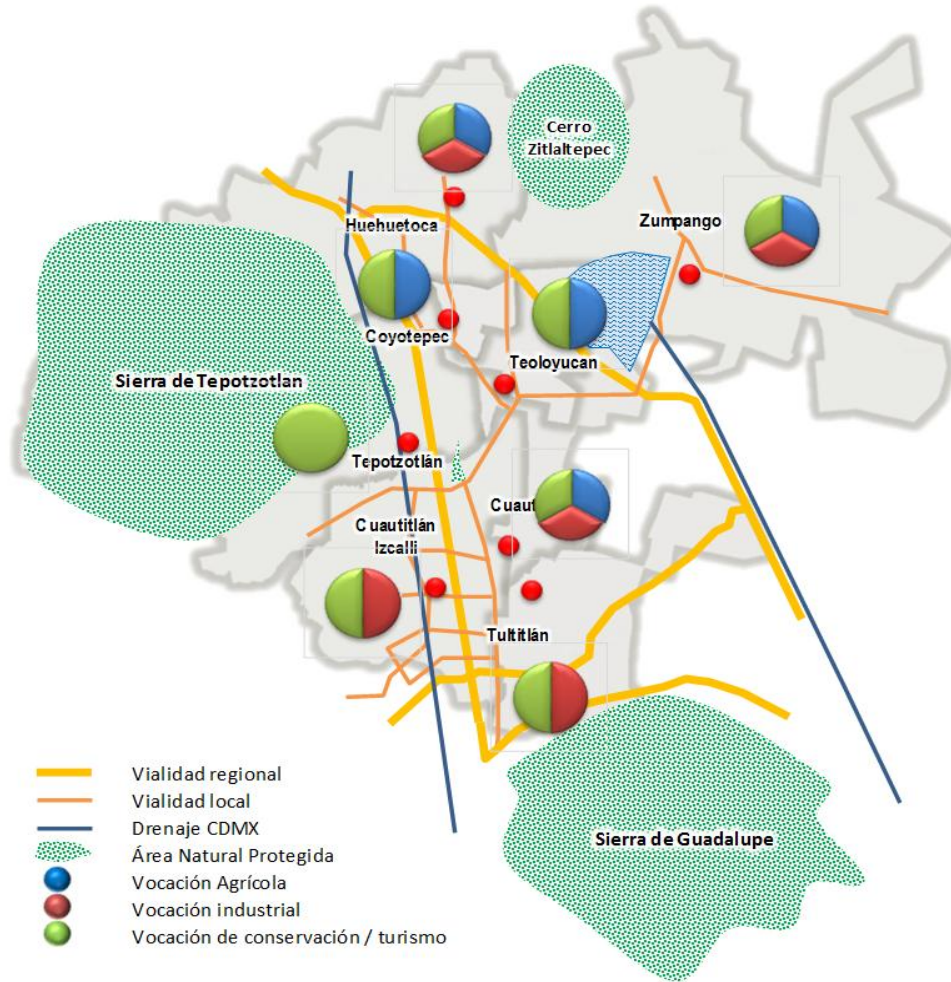 Cerro
Zitlaltepec
Huehuetoca
Zumpango
Coyotepec
Teoloyucan
Sierra de Tepotzotlan
Tepotzotlán
Cuaut
Cuautitlán
Izcalli
Tultitlán
Sierra de Guadalupe
Vialidad regional
Vialidad local
Drenaje CDMX
Área Natural Protegida
Vocación Agrícola
Vocación industrial
Vocación de conservación / turismo